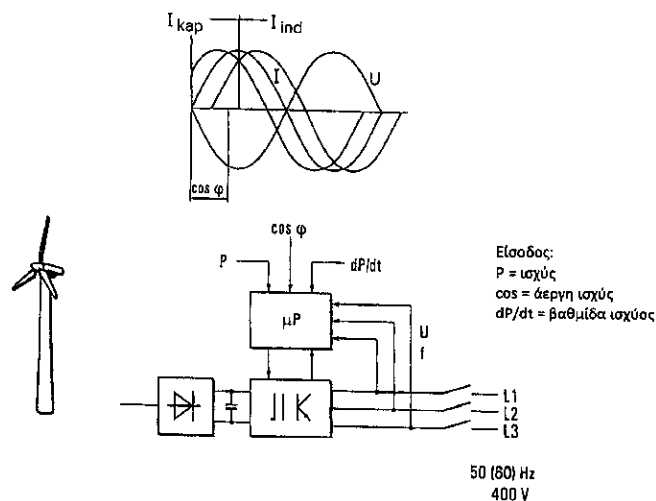 I kap I ind
I U
cos φ
cos φ
P dP/dt
μP
U
f
L1
L2
L3
50 (60) Hz
400 V
Είσοδος:
P = ισχύς
cos = άεργη ισχύς
dP/dt = βαθμίδα ισχύος